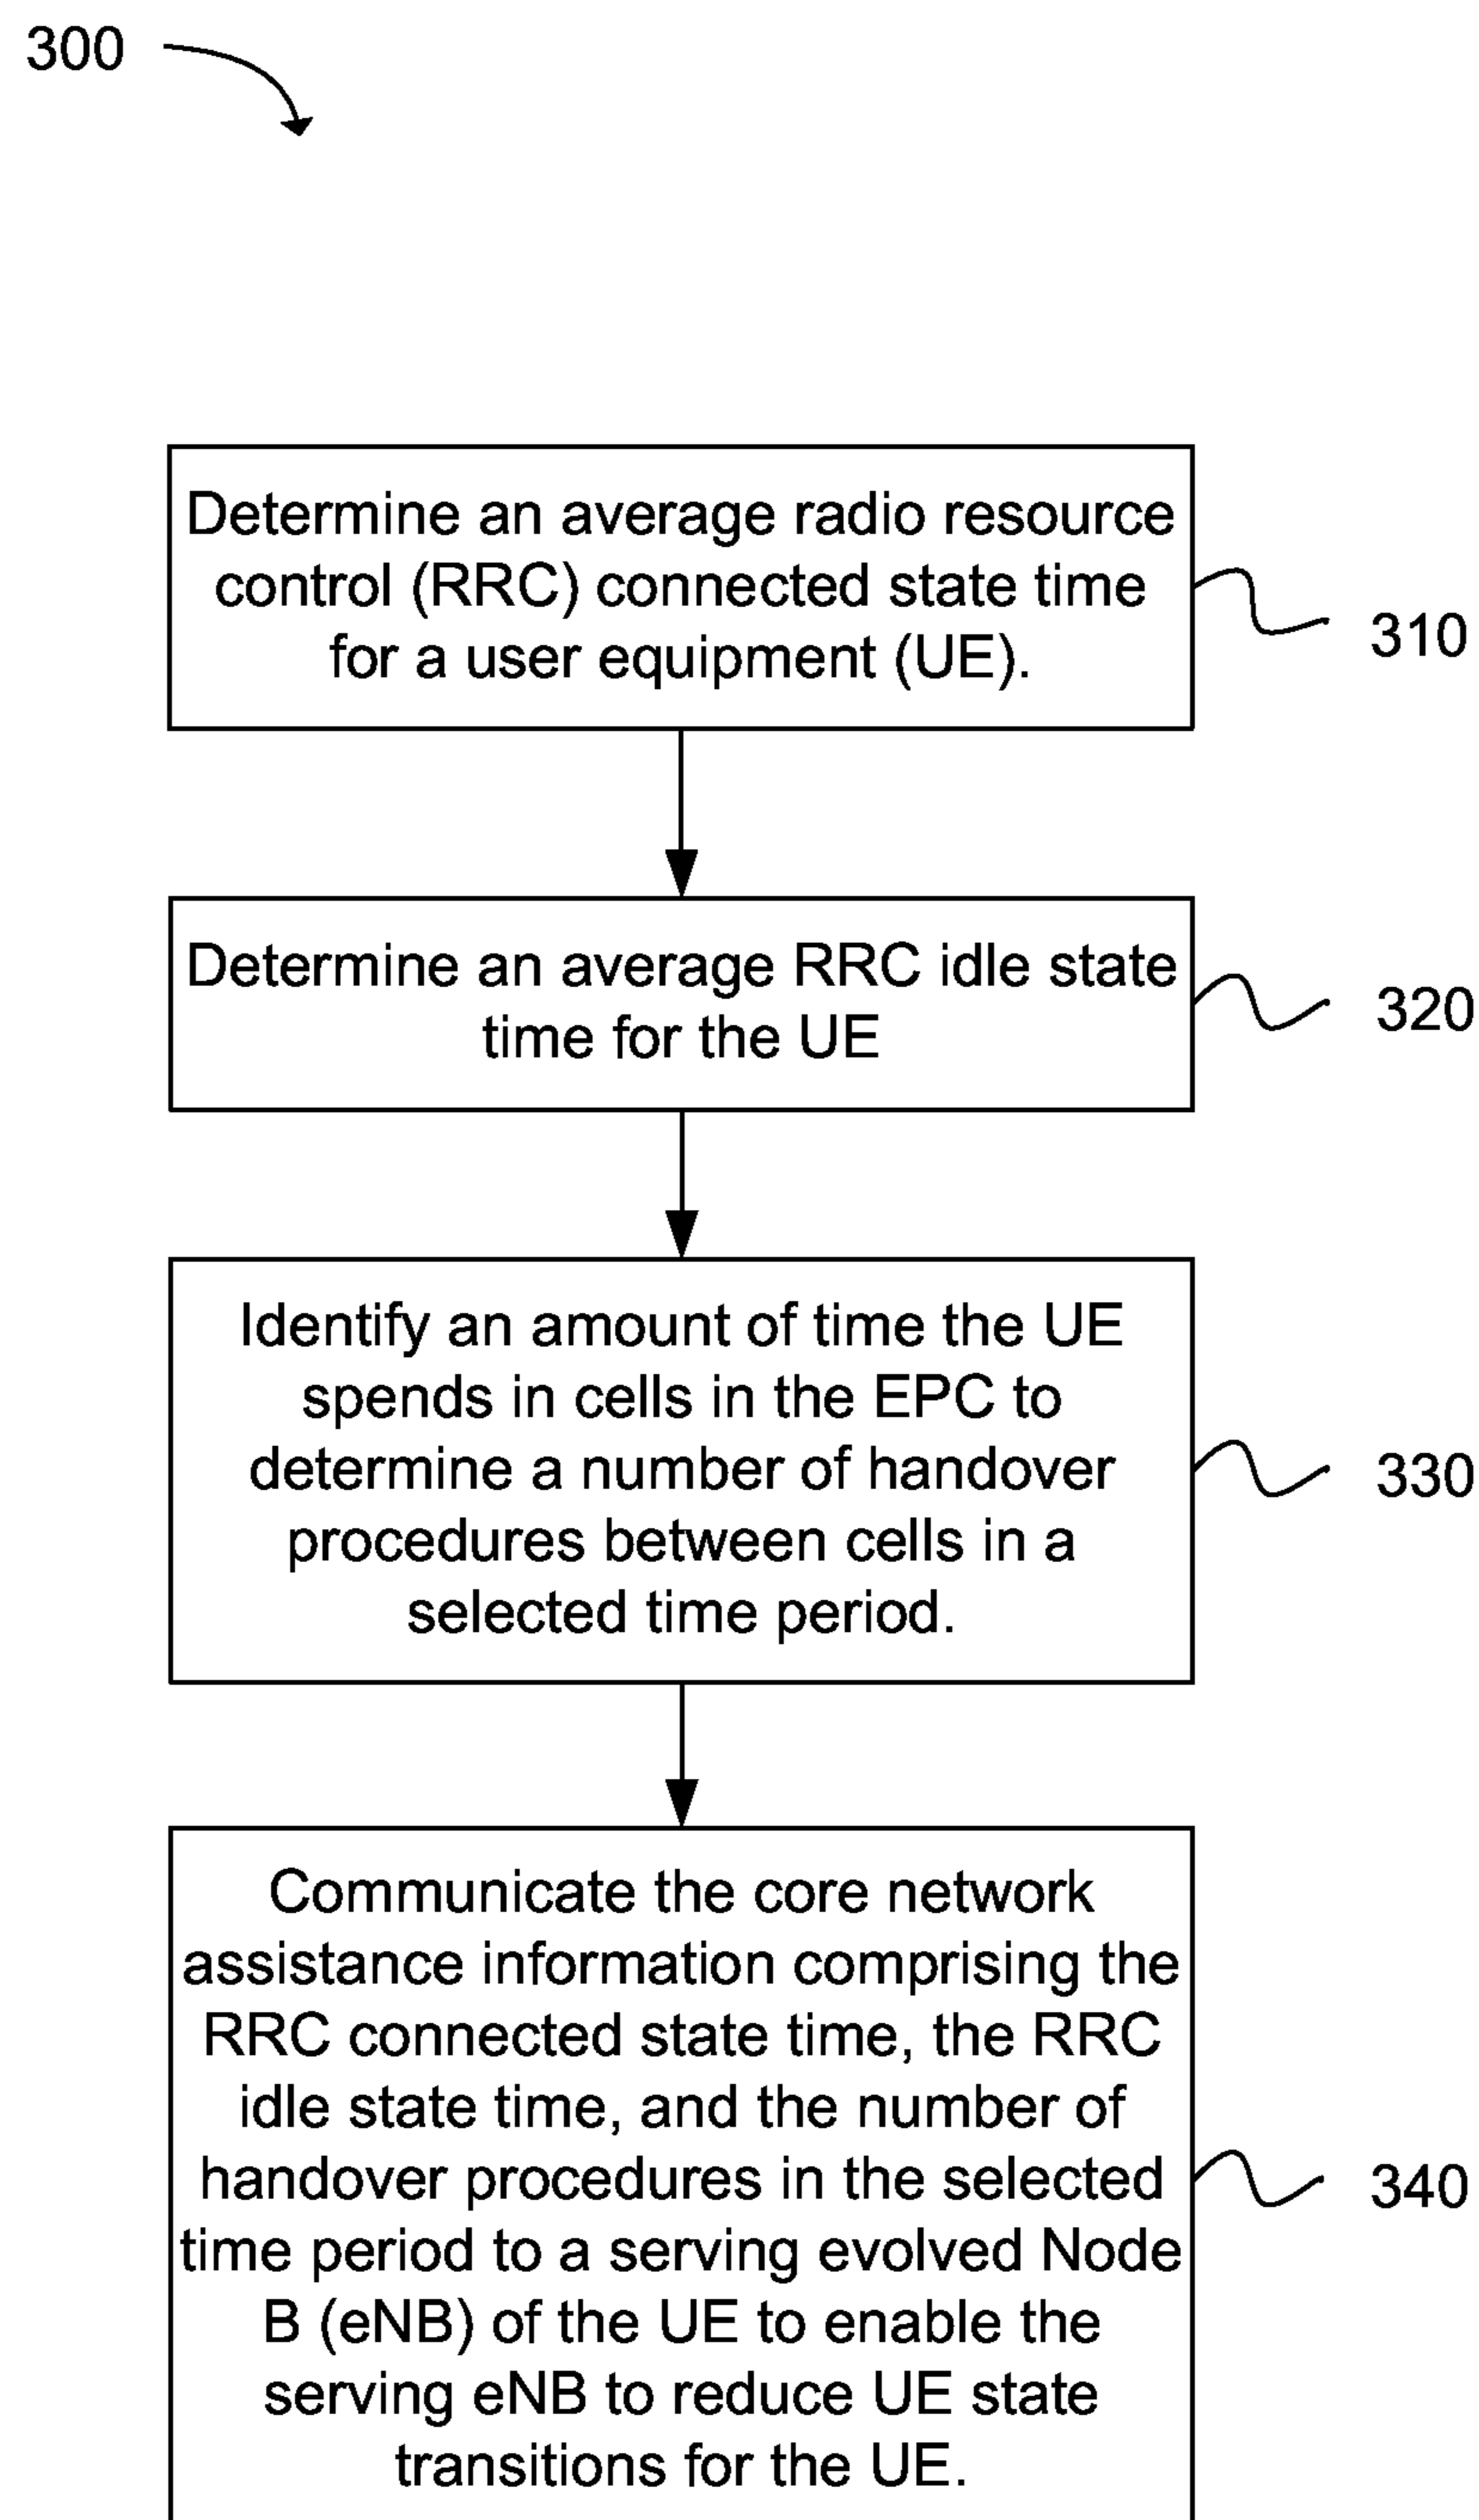 300
Determine an average radio resource
control (RRC) connected state time
for a user equipment (UE).
310
Determine an average RRC idle state
time for the UE
320
Identify an amount of time the UE
spends in cells in the EPC to
determine a number of handover
procedures between cells in a
selected time period.
330
Communicate the core network
assistance information comprising the
RRC connected state time, the RRC
idle state time, and the number of
handover procedures in the selected
time period to a serving evolved Node
B (eNB) of the UE to enable the
serving eNB to reduce UE state
transitions for the UE.
340